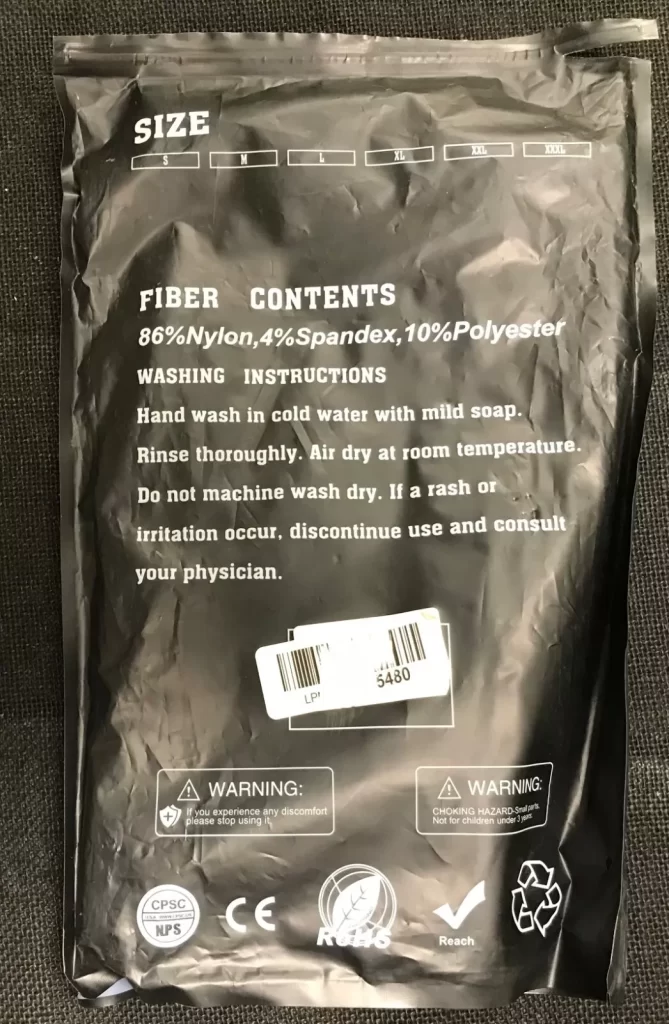 SIZE
S M L XL XXL XXXL
FIBER CONTENTS
86%Nylon,4%Spandex,10%Polyester
WASHING INSTRUCTIONS
Hand wash in cold water with mild soap.
Rinse thoroughly. Air dry at room temperature.
Do not machine wash dry. If a rash or
irritation occur, discontinue use and consult
your physician.
LP
5480
WARNING:
If you experience any discomfort
please stop using it.
WARNING:
CHOKING HAZARD-Small parts.
Not for children under 3 years.
CPSC
NPS
CE
RoHS
Reach